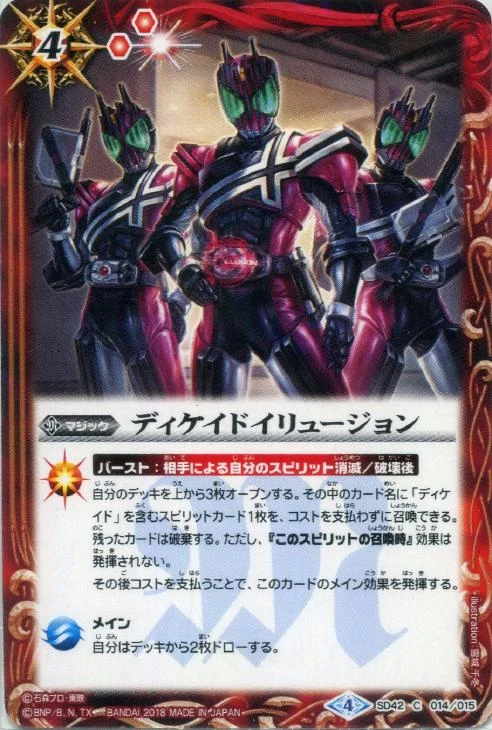 4
マジック ディケイドイリュージョン
バースト:相手による自分のスピリット消滅/破壊後
自分のデッキを上から3枚オープンする。その中のカード名に「ディケ
イド」を含むスピリットカード1枚を、コストを支払わずに召喚できる。
残ったカードは破棄する。ただし、『このスピリットの召喚時』効果は
発揮されない。
その後コストを支払うことで、このカードのメイン効果を発揮する。
メイン
自分はデッキから2枚ドローする。
illustration
©石森プロ・東映
©BNP/B, N, TX BANDAI 2018 MADE IN JAPAN
4 SD42 C 014/015